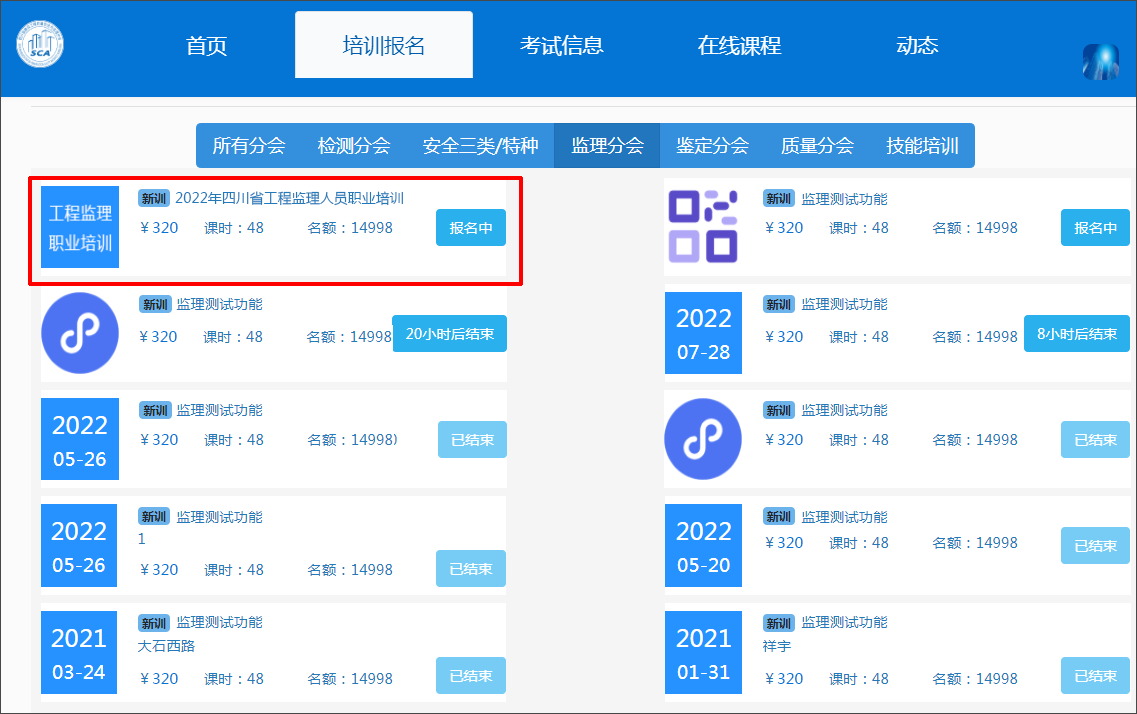 SCA
首页 培训报名 考试信息 在线课程 动态
所有分会 检测分会 安全三类/特种 监理分会 鉴定分会 质量分会 技能培训
工程监理
职业培训
新训 2022年四川省工程监理人员职业培训
￥320 课时：48 名额：14998 报名中
新训 监理测试功能
￥320 课时：48 名额：14998 报名中
新训 监理测试功能
￥320 课时：48 名额：14998 20小时后结束
2022
07-28
新训 监理测试功能
￥320 课时：48 名额：14998 8小时后结束
2022
05-26
新训 监理测试功能
￥320 课时：48 名额：14998) 已结束
新训 监理测试功能
￥320 课时：48 名额：14998 已结束
2022
05-26
新训 监理测试功能
1
￥320 课时：48 名额：14998 已结束
2022
05-20
新训 监理测试功能
￥320 课时：48 名额：14998 已结束
2021
03-24
新训 监理测试功能
大石西路
￥320 课时：48 名额：14998 已结束
2021
01-31
新训 监理测试功能
祥宇
￥320 课时：48 名额：14998 已结束